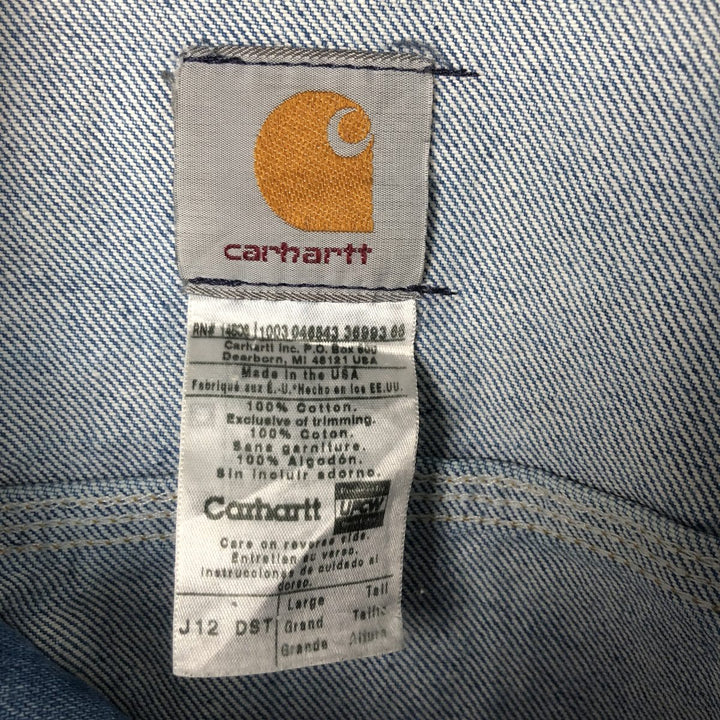 carhartt
RN# 14806 1003 046843 36993 66
Carhartt Inc. P.O. Box 600
Dearborn, MI 48121 USA
Made in the USA
Fabriqué aux É.-U.*Hecho en los EE.UU.
100% Cotton.
Exclusive of trimming.
100% Coton.
Sans garniture.
100% Algodón.
Sin incluir adorno.
Carhartt UFCW
Care on reverse side.
Entretien au verso.
Instrucciones de cuidado al
dorso.
J12 DST
Large Tall
Grand Taille
Grande Altura